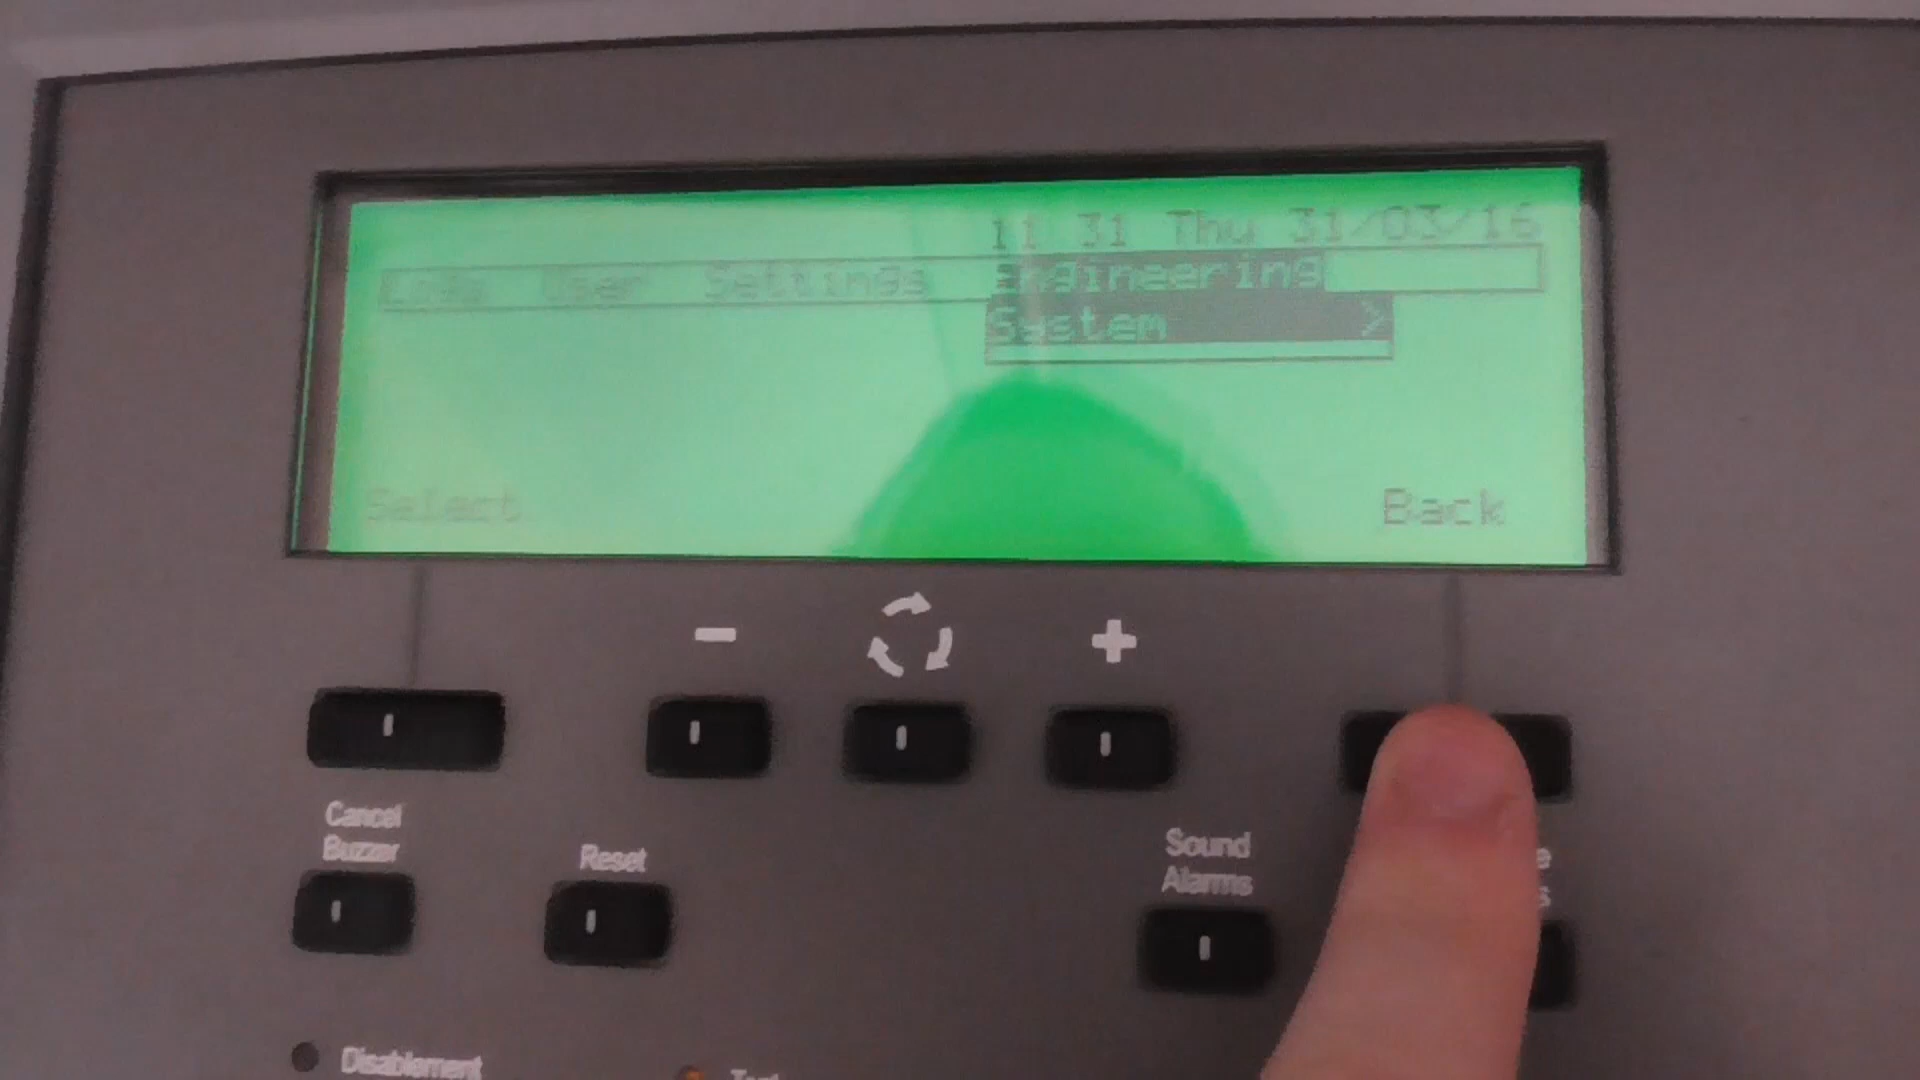 11 31 Thu 31/03/16
Logs User Settings Engineering
System >
Select Back
- +
Cancel
Buzzer
Reset
Sound
Alarms
Disablement
Test